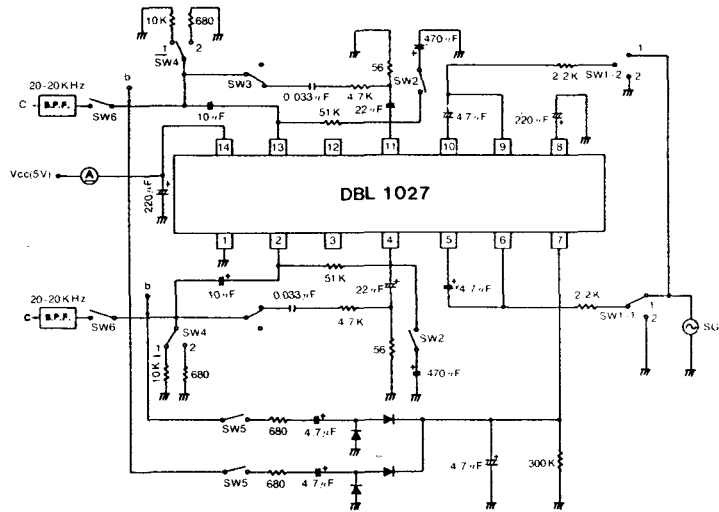 10K
680
470µF
1
2
SW4
b
SW3
56
SW2
2.2K
SW1-2
1
2
20-20KHz
C
B.P.F.
SW6
0.033µF
4.7K
22µF
10µF
51K
4.7µF
220µF
14
13
12
11
10
9
8
Vcc(5V)
A
220µF
DBL 1027
1
2
3
4
5
6
7
b
10µF
0.033µF
51K
22µF
4.7µF
20-20KHz
C
B.P.F.
SW6
SW4
1
2
4.7K
SW2
2.2K
SW1-1
1
2
SG
10K
680
56
470µF
SW5
680
4.7µF
4.7µF
300K
SW5
680
4.7µF